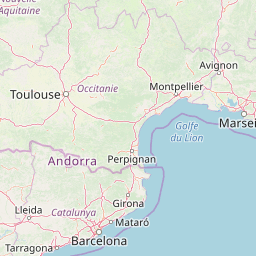 Nouvelle
Aquitaine
Avignon
Montpellier
Occitanie
Toulouse
Marsei
Golfe
du Lion
Perpignan
Andorra
Girona
Lleida
Catalunya
Mataró
Tarragona
Barcelona